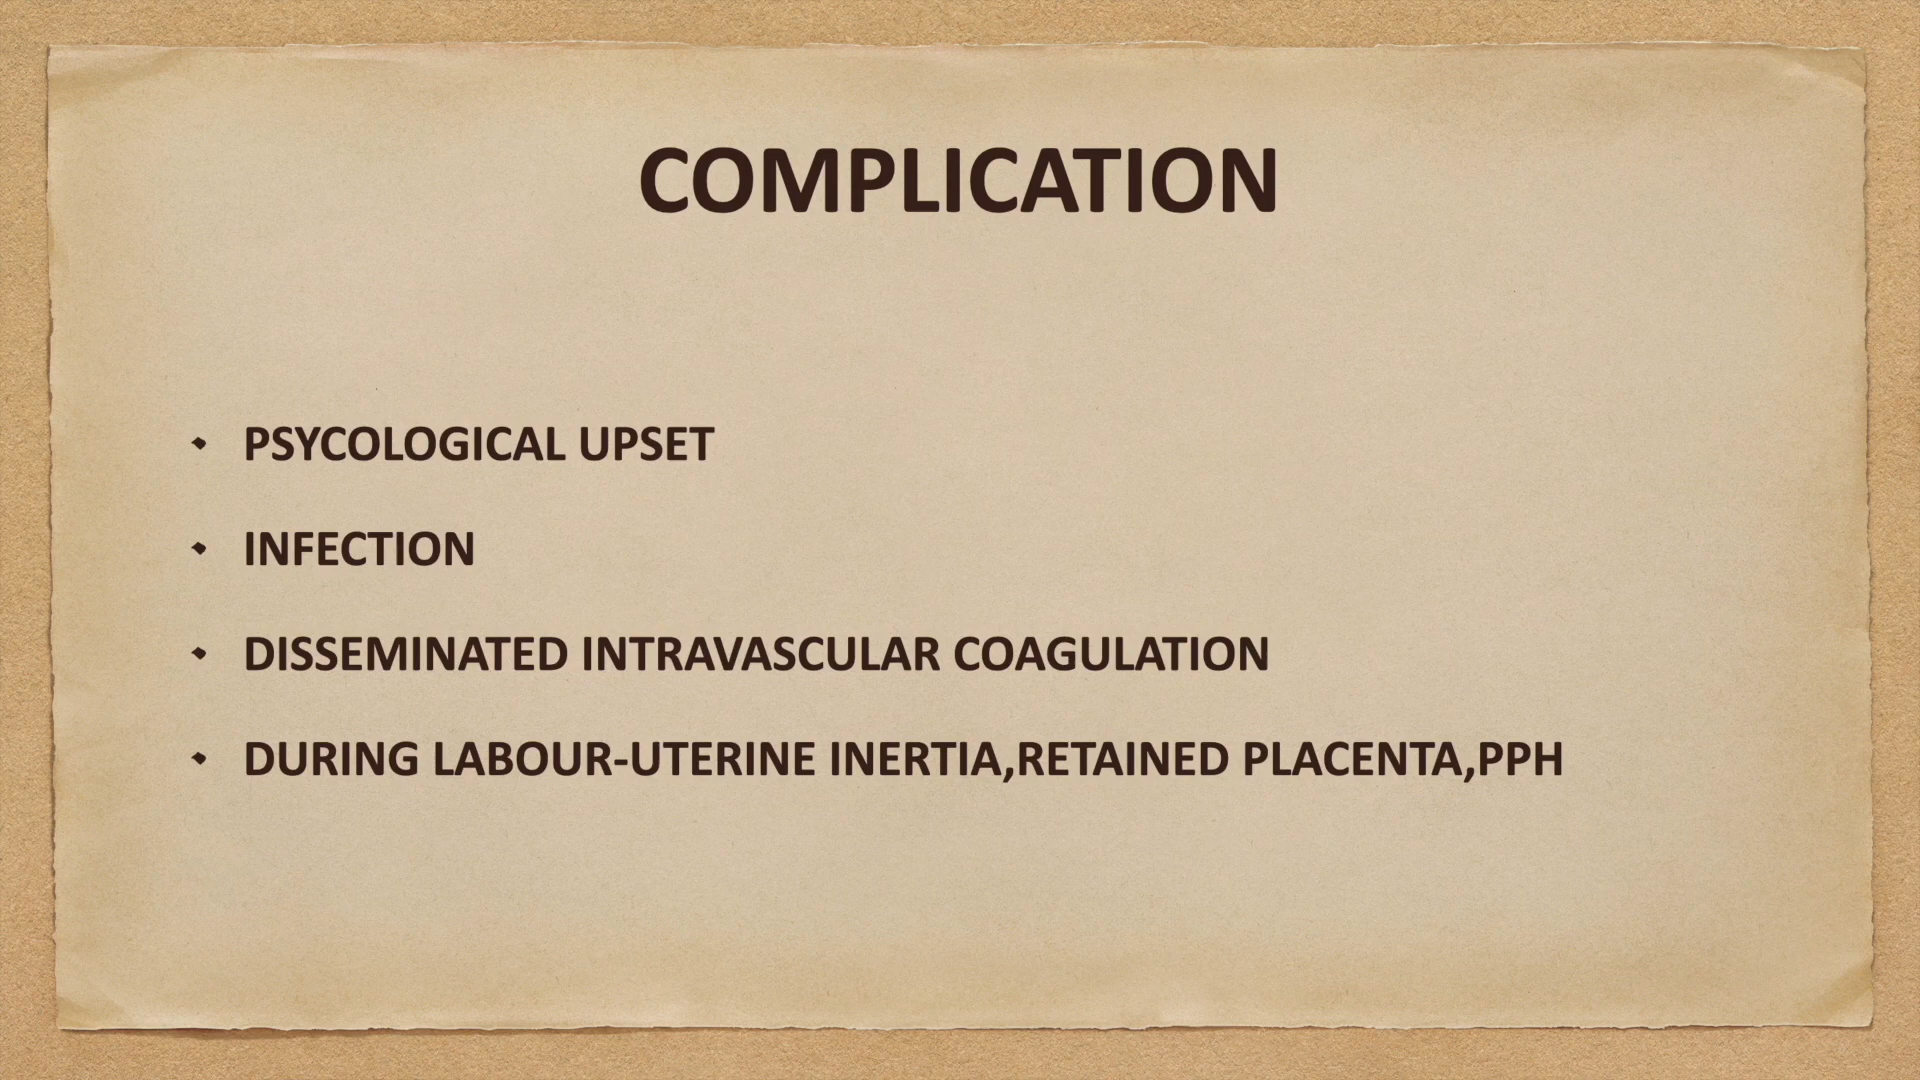 COMPLICATION
PSYCOLOGICAL UPSET
INFECTION
DISSEMINATED INTRAVASCULAR COAGULATION
DURING LABOUR-UTERINE INERTIA,RETAINED PLACENTA,PPH